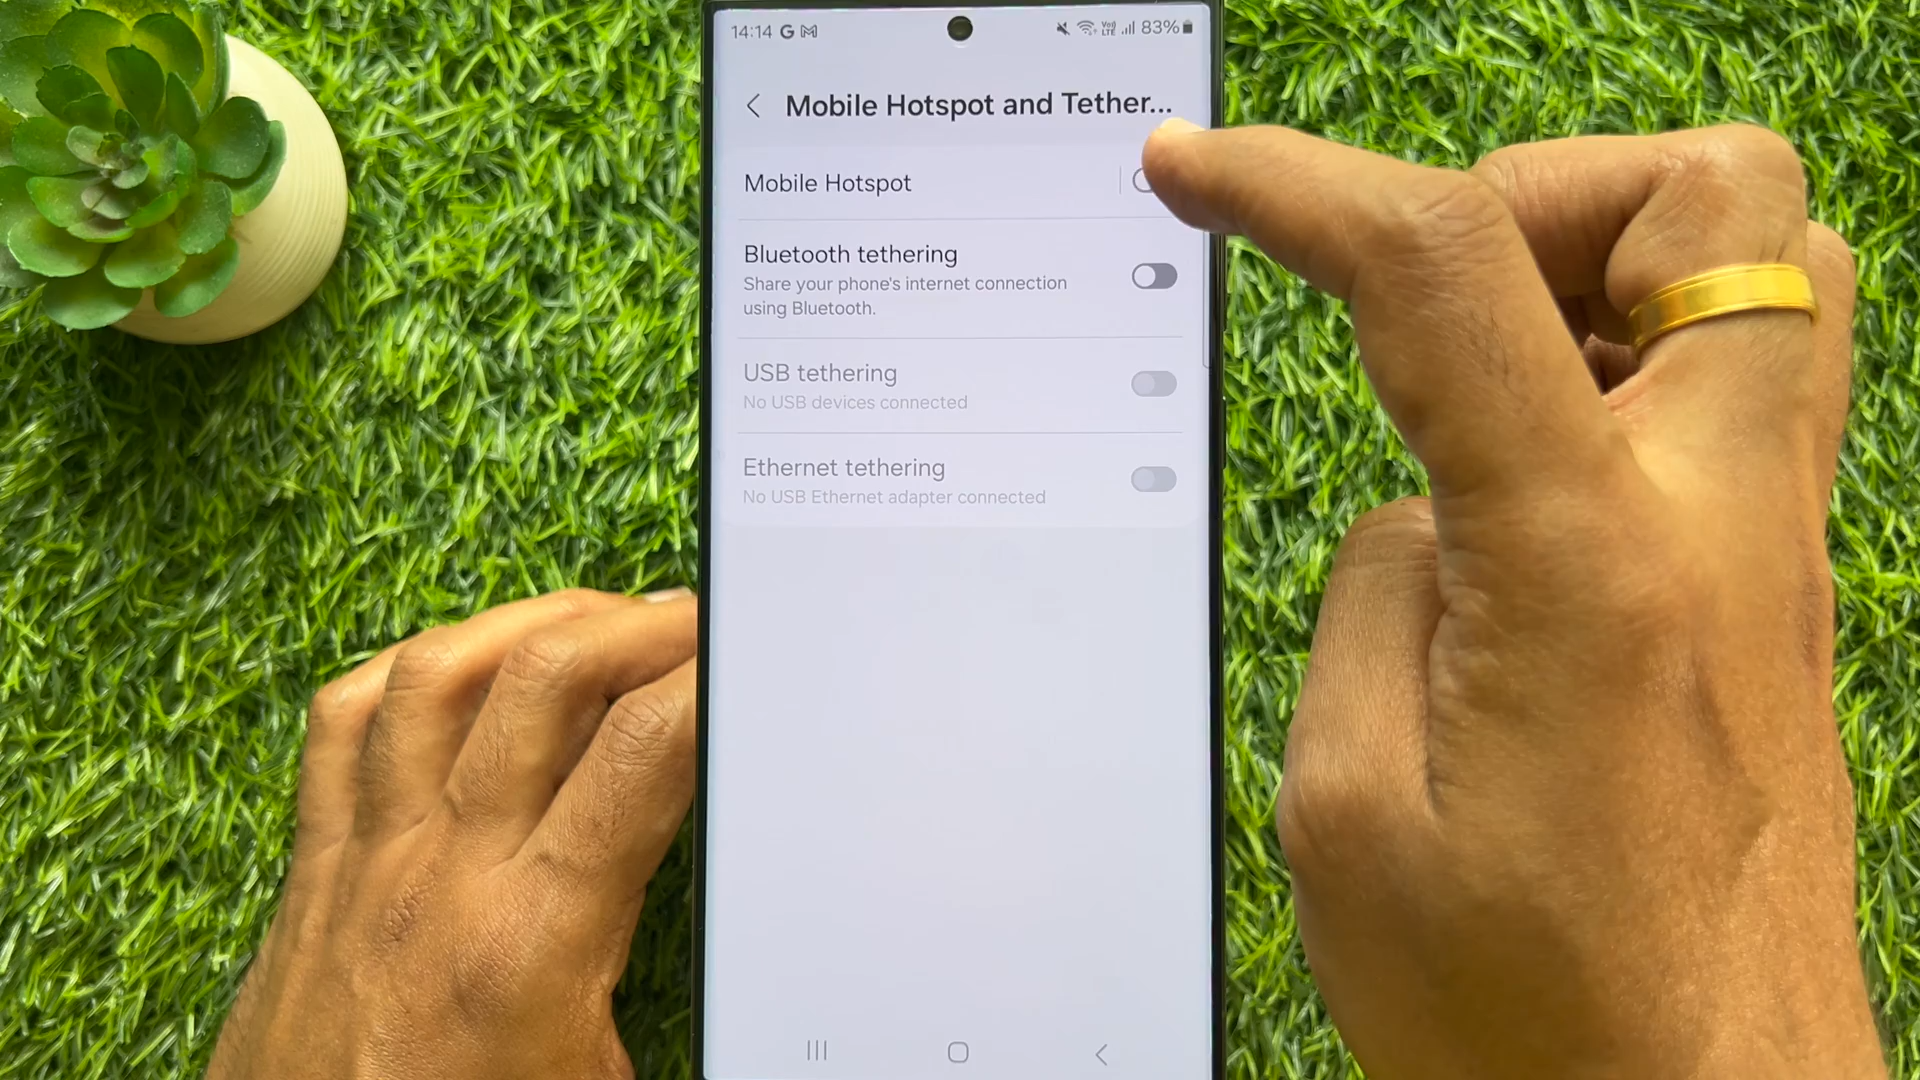 14:14 G M 83%
Mobile Hotspot and Tether...
Mobile Hotspot
Bluetooth tethering
Share your phone's internet connection
using Bluetooth.
USB tethering
No USB devices connected
Ethernet tethering
No USB Ethernet adapter connected